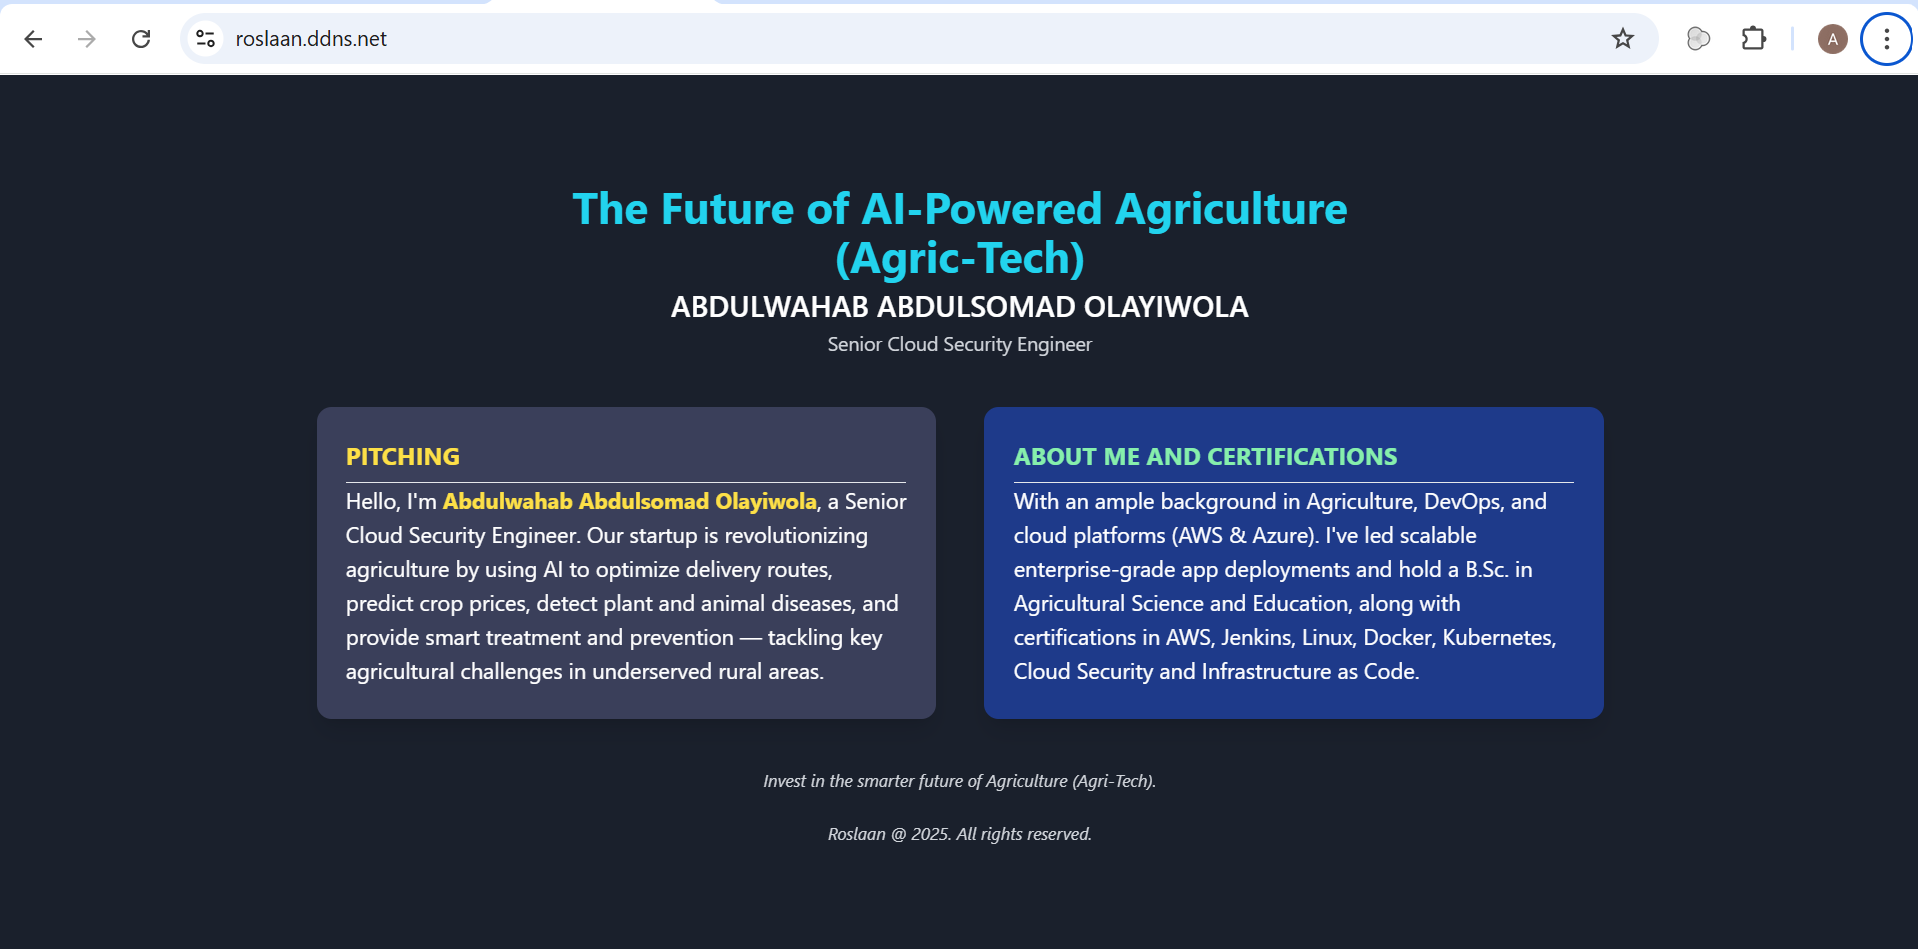 roslaan.ddns.net
A
The Future of AI-Powered Agriculture
(Agric-Tech)
ABDULWAHAB ABDULSOMAD OLAYIWOLA
Senior Cloud Security Engineer
PITCHING
Hello, I'm Abdulwahab Abdulsomad Olayiwola, a Senior
Cloud Security Engineer. Our startup is revolutionizing
agriculture by using AI to optimize delivery routes,
predict crop prices, detect plant and animal diseases, and
provide smart treatment and prevention — tackling key
agricultural challenges in underserved rural areas.
ABOUT ME AND CERTIFICATIONS
With an ample background in Agriculture, DevOps, and
cloud platforms (AWS & Azure). I've led scalable
enterprise-grade app deployments and hold a B.Sc. in
Agricultural Science and Education, along with
certifications in AWS, Jenkins, Linux, Docker, Kubernetes,
Cloud Security and Infrastructure as Code.
Invest in the smarter future of Agriculture (Agri-Tech).
Roslaan @ 2025. All rights reserved.